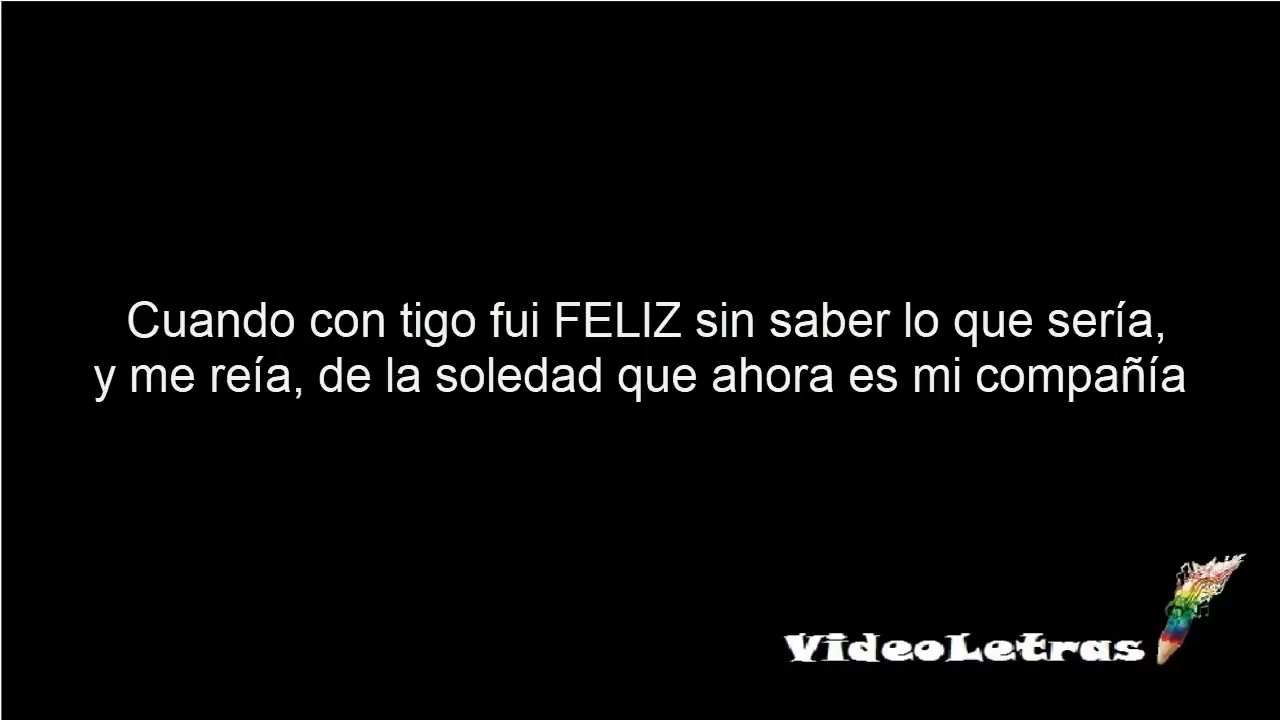 Cuando con tigo fui FELIZ sin saber lo que sería,
y me reía, de la soledad que ahora es mi compañía
VideoLetras